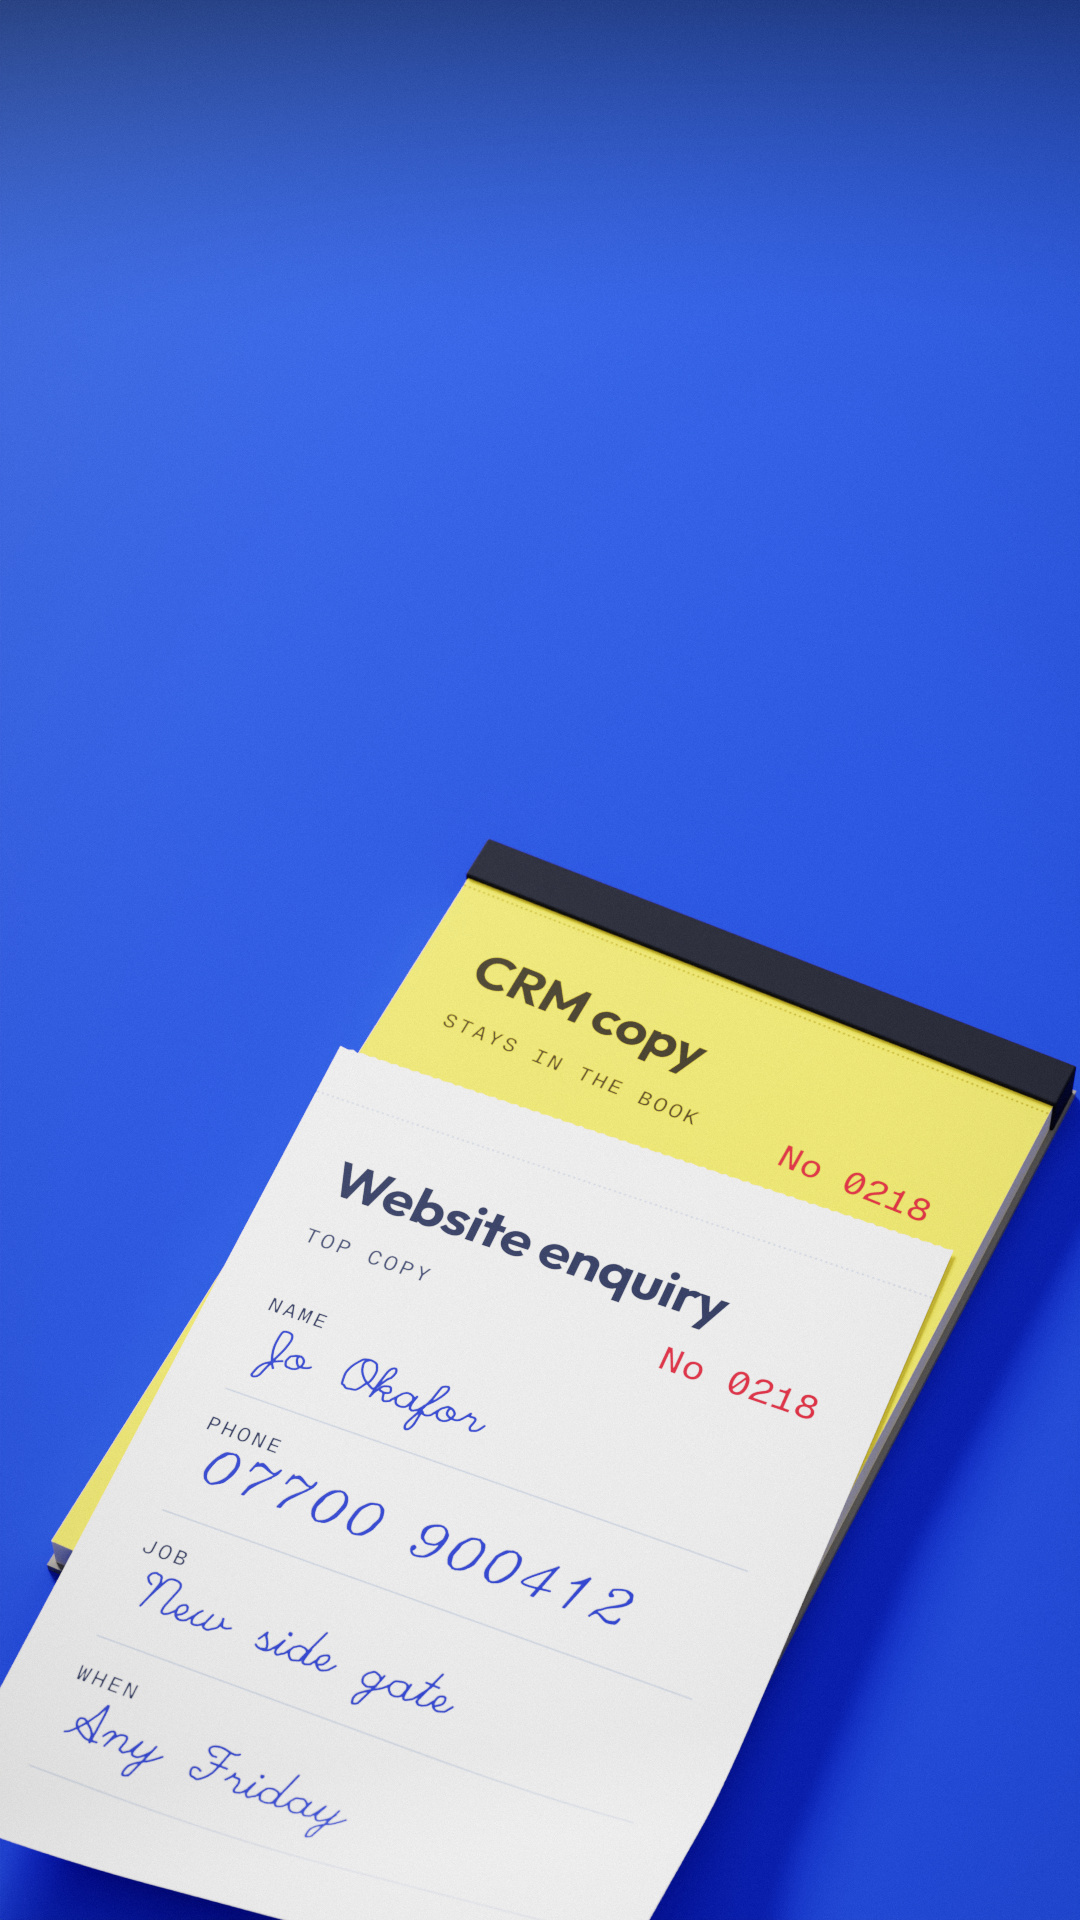 CRM copy
STAYS IN THE BOOK
No 0218
Website enquiry
TOP COPY
No 0218
NAME
Jo Okafor
PHONE
07700 900412
JOB
New side gate
WHEN
Any Friday